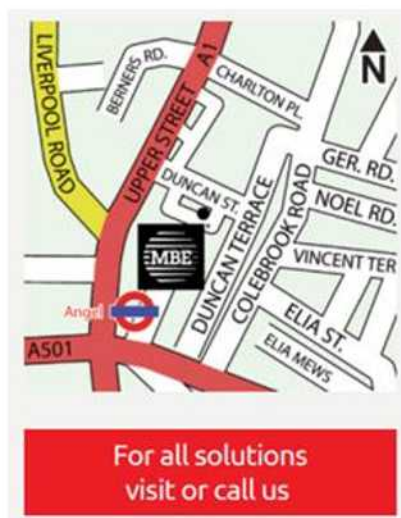 BERNERS RD.
A1
N
CHARLTON PL.
LIVERPOOL ROAD
UPPER STREET
GER. RD.
DUNCAN ST.
NOEL RD.
DUNCAN TERRACE
COLEBROOK ROAD
MBE
VINCENT TER
Angel
ELIA ST.
A501
ELIA MEWS
For all solutions
visit or call us